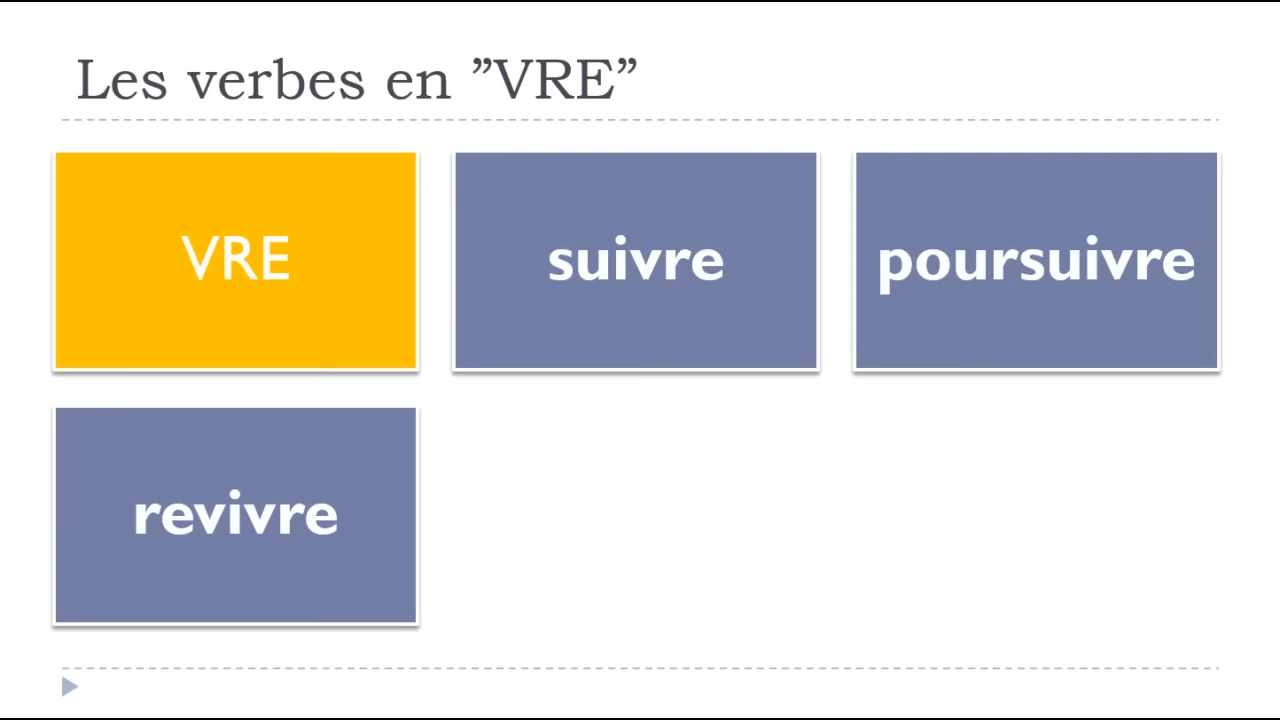 Les verbes en ”VRE”
VRE
suivre
poursuivre
revivre